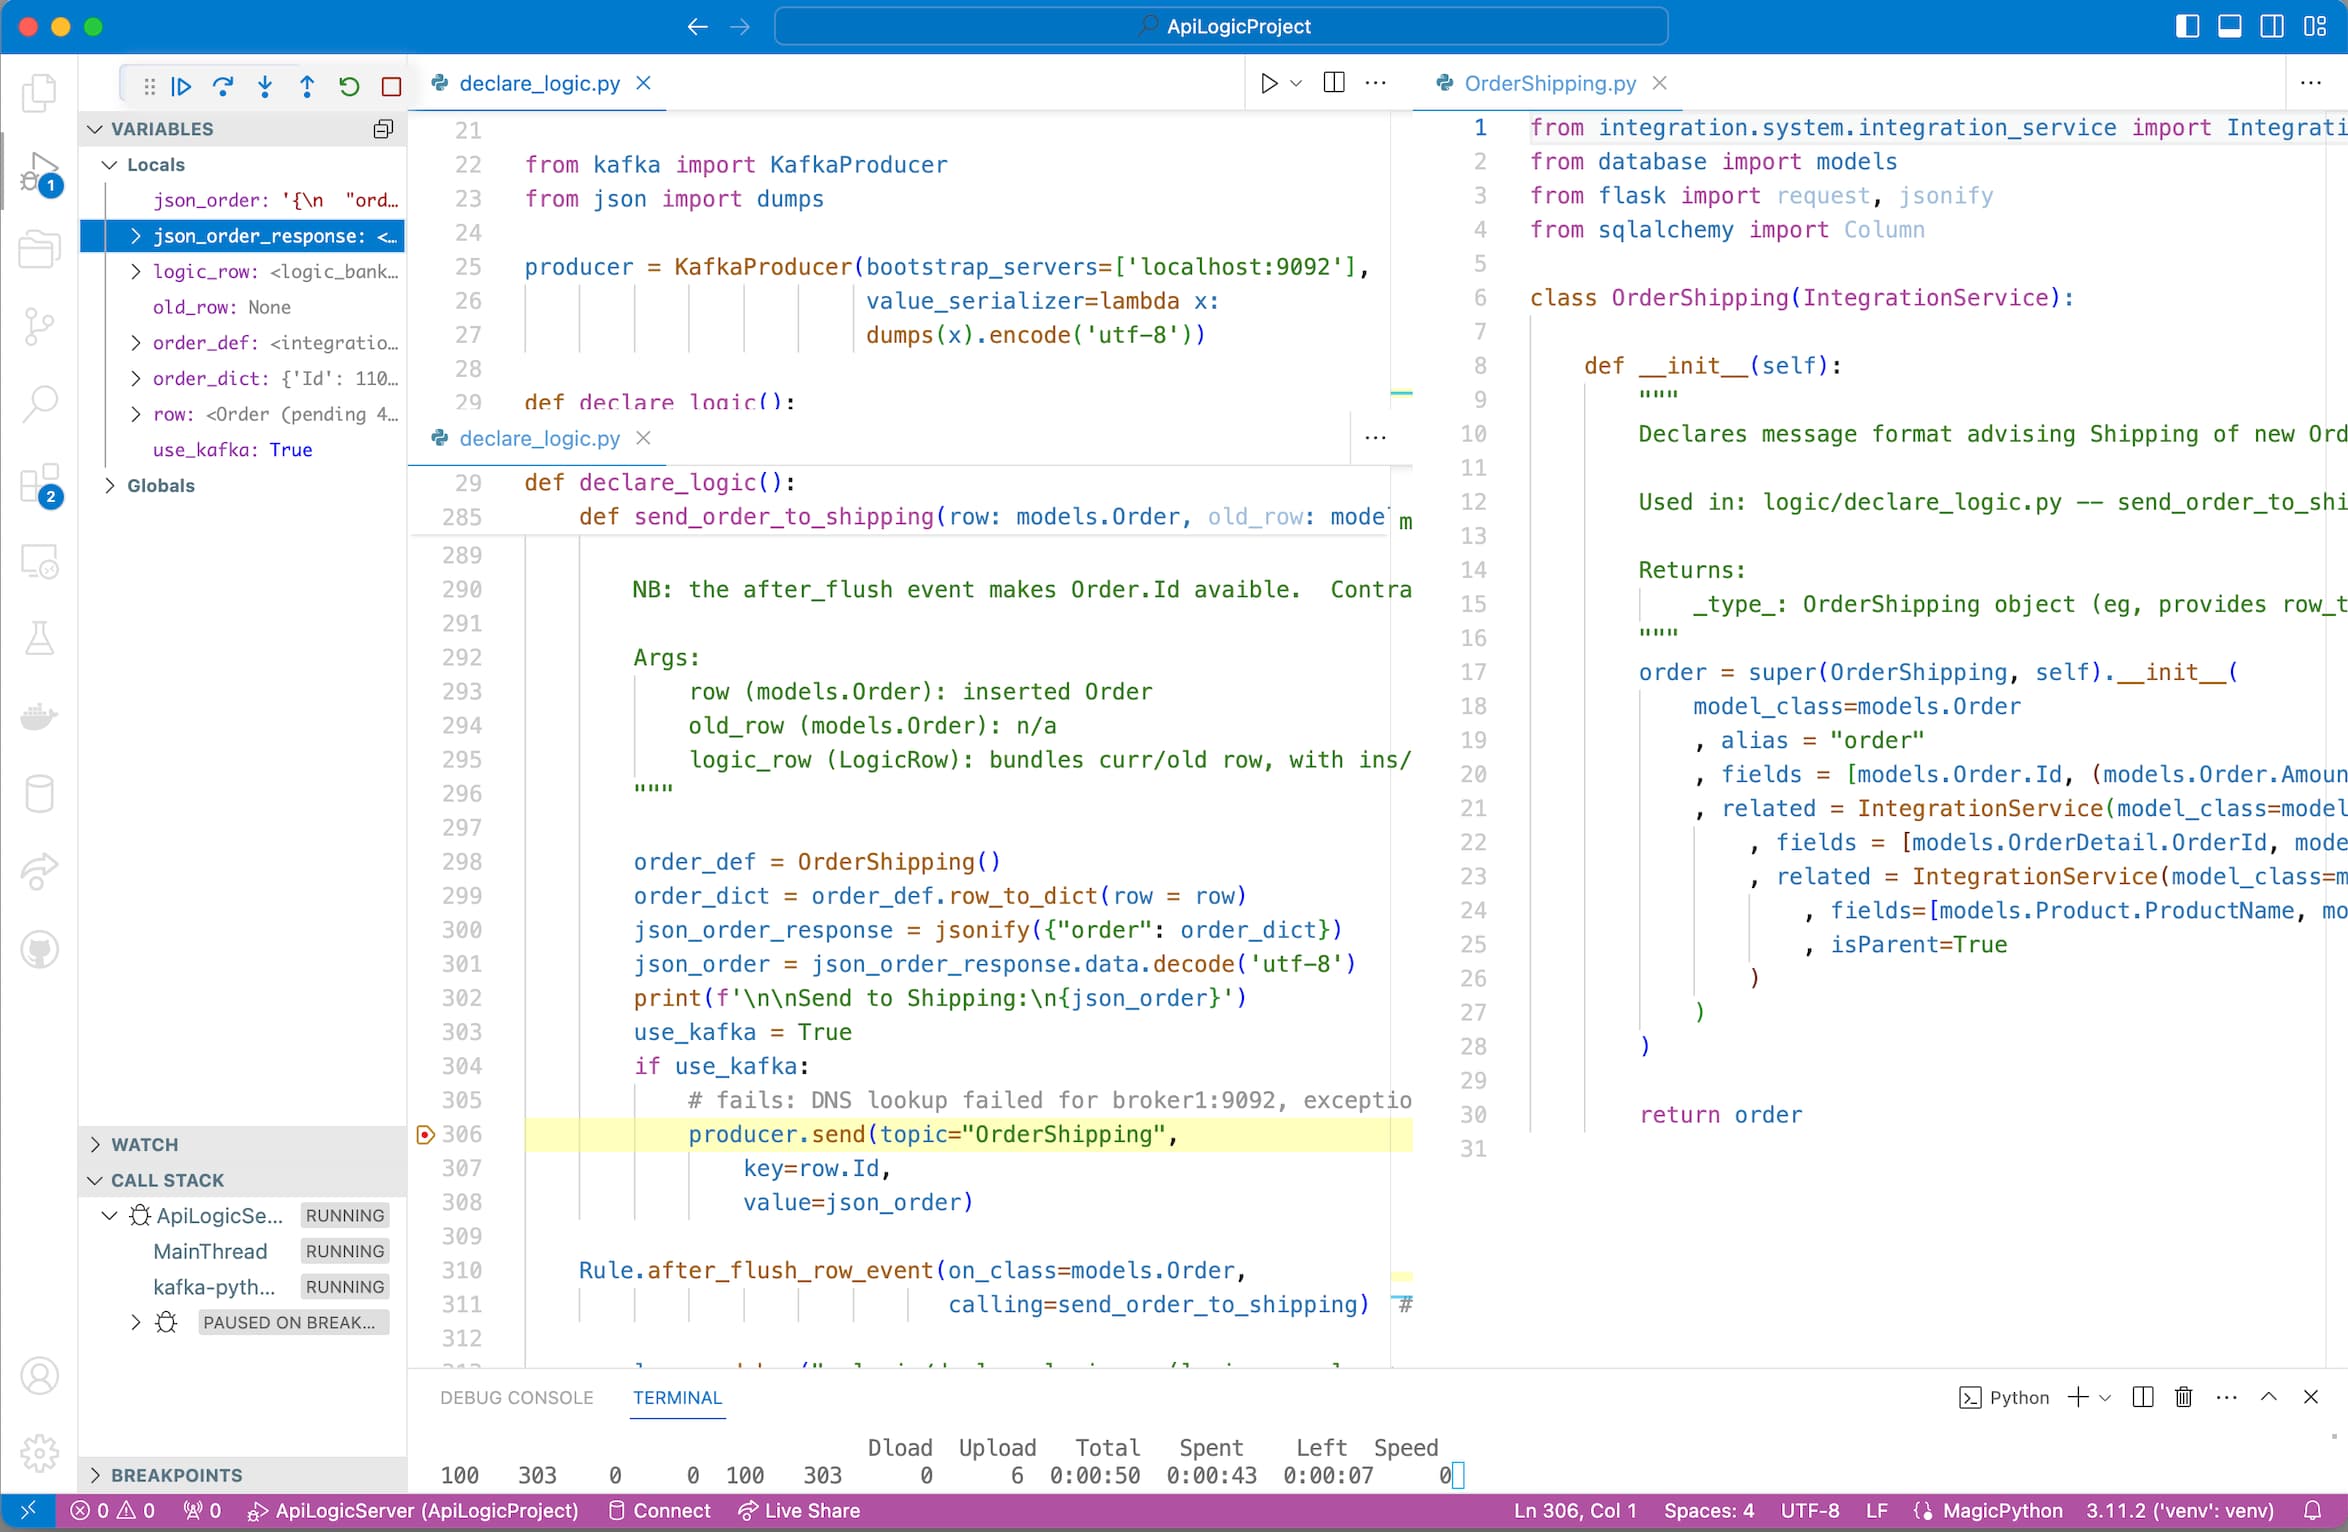 ApiLogicProject
VARIABLES
Locals
json_order: '{\n  "ord…
json_order_response: <…
logic_row: <logic_bank…
old_row: None
order_def: <integratio…
order_dict: {'Id': 110…
row: <Order (pending 4…
use_kafka: True
Globals
WATCH
CALL STACK
ApiLogicSe… RUNNING
MainThread RUNNING
kafka-pyth… RUNNING
PAUSED ON BREAK…
BREAKPOINTS
1
2
declare_logic.py
21
22 from kafka import KafkaProducer
23 from json import dumps
24
25 producer = KafkaProducer(bootstrap_servers=['localhost:9092'],
26 value_serializer=lambda x:
27 dumps(x).encode('utf-8'))
28
29 def declare_logic():
declare_logic.py
29 def declare_logic():
285 def send_order_to_shipping(row: models.Order, old_row: model
m
289
290 NB: the after_flush event makes Order.Id avaible.  Contra
291
292 Args:
293 row (models.Order): inserted Order
294 old_row (models.Order): n/a
295 logic_row (LogicRow): bundles curr/old row, with ins/
296 """
297
298 order_def = OrderShipping()
299 order_dict = order_def.row_to_dict(row = row)
300 json_order_response = jsonify({"order": order_dict})
301 json_order = json_order_response.data.decode('utf-8')
302 print(f'\n\nSend to Shipping:\n{json_order}')
303 use_kafka = True
304 if use_kafka:
305 # fails: DNS lookup failed for broker1:9092, exceptio
306 producer.send(topic="OrderShipping",
307 key=row.Id,
308 value=json_order)
309
310 Rule.after_flush_row_event(on_class=models.Order,
311 calling=send_order_to_shipping)  #
312
OrderShipping.py
1 from integration.system.integration_service import Integrati
2 from database import models
3 from flask import request, jsonify
4 from sqlalchemy import Column
5
6 class OrderShipping(IntegrationService):
7
8 def __init__(self):
9 """
10 Declares message format advising Shipping of new Ord
11
12 Used in: logic/declare_logic.py -- send_order_to_shi
13
14 Returns:
15 _type_: OrderShipping object (eg, provides row_t
16 """
17 order = super(OrderShipping, self).__init__(
18 model_class=models.Order
19 , alias = "order"
20 , fields = [models.Order.Id, (models.Order.Amoun
21 , related = IntegrationService(model_class=model
22 , fields = [models.OrderDetail.OrderId, mode
23 , related = IntegrationService(model_class=m
24 , fields=[models.Product.ProductName, mo
25 , isParent=True
26 )
27 )
28 )
29
30 return order
31
DEBUG CONSOLE TERMINAL
Python
Dload  Upload   Total   Spent    Left  Speed
100   303    0     0  100   303      0      6  0:00:50  0:00:43  0:00:07     0
0 0 0 ApiLogicServer (ApiLogicProject) Connect Live Share Ln 306, Col 1 Spaces: 4 UTF-8 LF MagicPython 3.11.2 ('venv': venv)